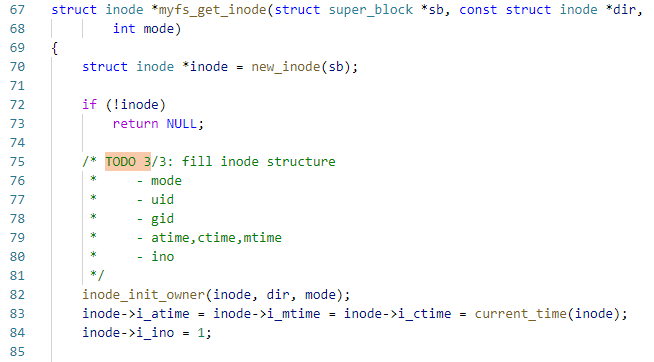 67 struct inode *myfs_get_inode(struct super_block *sb, const struct inode *dir,
68         int mode)
69 {
70     struct inode *inode = new_inode(sb);
71
72     if (!inode)
73         return NULL;
74
75     /* TODO 3/3: fill inode structure
76      *     - mode
77      *     - uid
78      *     - gid
79      *     - atime,ctime,mtime
80      *     - ino
81      */
82     inode_init_owner(inode, dir, mode);
83     inode->i_atime = inode->i_mtime = inode->i_ctime = current_time(inode);
84     inode->i_ino = 1;
85